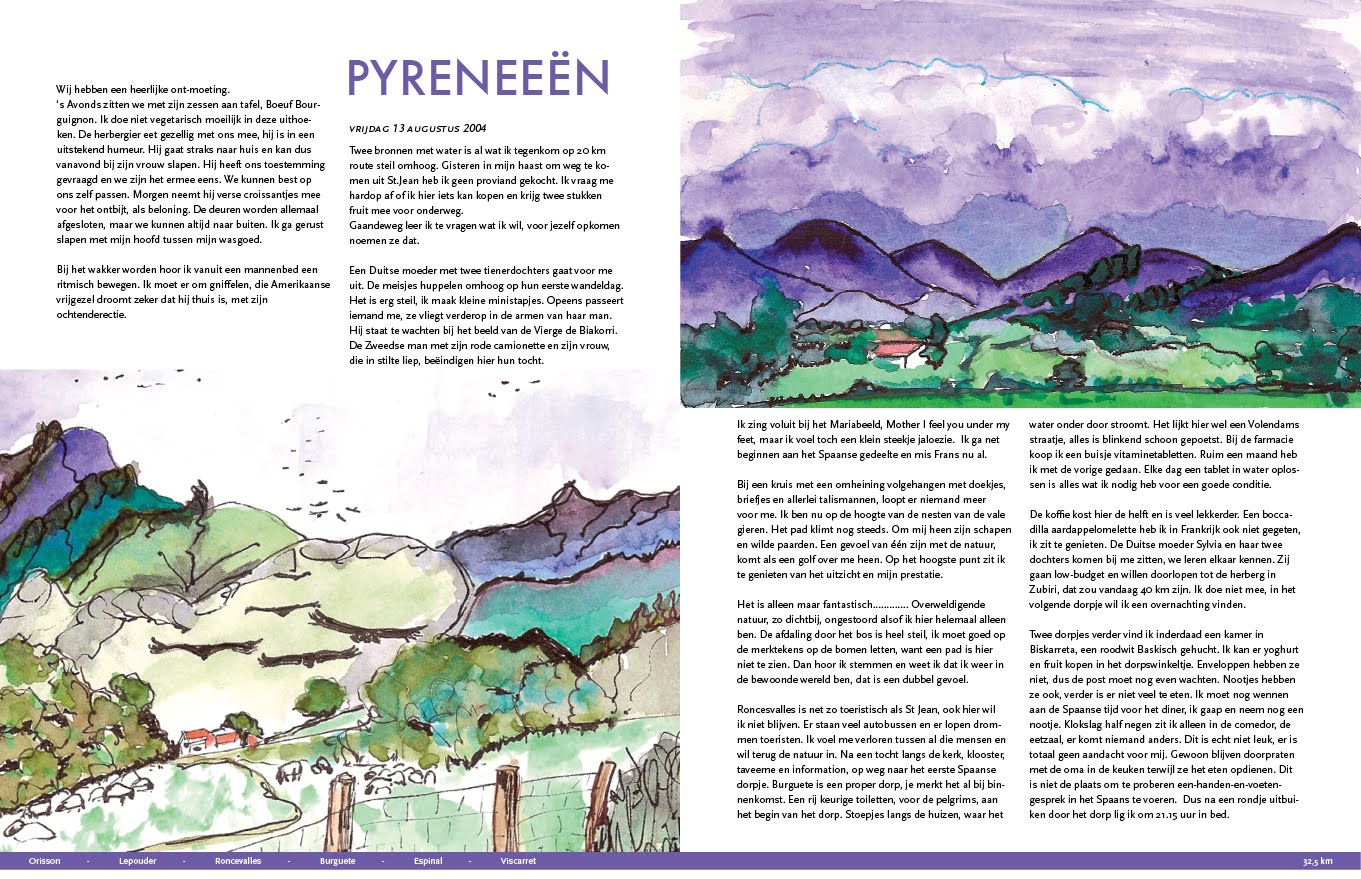 Wij hebben een heerlijke ont-moeting.
's Avonds zitten we met zijn zessen aan tafel, Boeuf Bour-
guignon. Ik doe niet vegetarisch moeilijk in deze uithoe-
ken. De herbergier eet gezellig met ons mee, hij is in een
uitstekend humeur. Hij gaat straks naar huis en kan dus
vanavond bij zijn vrouw slapen. Hij heeft ons toestemming
gevraagd en we zijn het ermee eens. We kunnen best op
ons zelf passen. Morgen neemt hij verse croissantjes mee
voor het ontbijt, als beloning. De deuren worden allemaal
afgesloten, maar we kunnen altijd naar buiten. Ik ga gerust
slapen met mijn hoofd tussen mijn wasgoed.
Bij het wakker worden hoor ik vanuit een mannenbed een
ritmisch bewegen. Ik moet er om gniffelen, die Amerikaanse
vrijgezel droomt zeker dat hij thuis is, met zijn
ochtenderectie.
PYRENEEËN
VRIJDAG 13 AUGUSTUS 2004
Twee bronnen met water is al wat ik tegenkom op 20 km
route steil omhoog. Gisteren in mijn haast om weg te ko-
men uit St.Jean heb ik geen proviand gekocht. Ik vraag me
hardop af of ik hier iets kan kopen en krijg twee stukken
fruit mee voor onderweg.
Gaandeweg leer ik te vragen wat ik wil, voor jezelf opkomen
noemen ze dat.
Een Duitse moeder met twee tienerdochters gaat voor me
uit. De meisjes huppelen omhoog op hun eerste wandeldag.
Het is erg steil, ik maak kleine ministapjes. Opeens passeert
iemand me, ze vliegt verderop in de armen van haar man.
Hij staat te wachten bij het beeld van de Vierge de Biakorri.
De Zweedse man met zijn rode camionette en zijn vrouw,
die in stilte liep, beëindigen hier hun tocht.
Ik zing voluit bij het Mariabeeld, Mother I feel you under my
feet, maar ik voel toch een klein steekje jaloezie.  Ik ga net
beginnen aan het Spaanse gedeelte en mis Frans nu al.
Bij een kruis met een omheining volgehangen met doekjes,
briefjes en allerlei talismannen, loopt er niemand meer
voor me. Ik ben nu op de hoogte van de nesten van de vale
gieren. Het pad klimt nog steeds. Om mij heen zijn schapen
en wilde paarden. Een gevoel van één zijn met de natuur,
komt als een golf over me heen. Op het hoogste punt zit ik
te genieten van het uitzicht en mijn prestatie.
Het is alleen maar fantastisch............. Overweldigende
natuur, zo dichtbij, ongestoord alsof ik hier helemaal alleen
ben. De afdaling door het bos is heel steil, ik moet goed op
de merktekens op de bomen letten, want een pad is hier
niet te zien. Dan hoor ik stemmen en weet ik dat ik weer in
de bewoonde wereld ben, dat is een dubbel gevoel.
Roncesvalles is net zo toeristisch als St Jean, ook hier wil
ik niet blijven. Er staan veel autobussen en er lopen drom-
men toeristen. Ik voel me verloren tussen al die mensen en
wil terug de natuur in. Na een tocht langs de kerk, klooster,
taveerne en information, op weg naar het eerste Spaanse
dorpje. Burguete is een proper dorp, je merkt het al bij bin-
nenkomst. Een rij keurige toiletten, voor de pelgrims, aan
het begin van het dorp. Stoepjes langs de huizen, waar het
water onder door stroomt. Het lijkt hier wel een Volendams
straatje, alles is blinkend schoon gepoetst. Bij de farmacie
koop ik een buisje vitaminetabletten. Ruim een maand heb
ik met de vorige gedaan. Elke dag een tablet in water oplos-
sen is alles wat ik nodig heb voor een goede conditie.
De koffie kost hier de helft en is veel lekkerder. Een bocca-
dilla aardappelomelette heb ik in Frankrijk ook niet gegeten,
ik zit te genieten. De Duitse moeder Sylvia en haar twee
dochters komen bij me zitten, we leren elkaar kennen. Zij
gaan low-budget en willen doorlopen tot de herberg in
Zubiri, dat zou vandaag 40 km zijn. Ik doe niet mee, in het
volgende dorpje wil ik een overnachting vinden.
Twee dorpjes verder vind ik inderdaad een kamer in
Biskarreta, een roodwit Baskisch gehucht. Ik kan er yoghurt
en fruit kopen in het dorpswinkeltje. Enveloppen hebben ze
niet, dus de post moet nog even wachten. Nootjes hebben
ze ook, verder is er niet veel te eten. Ik moet nog wennen
aan de Spaanse tijd voor het diner, ik gaap en neem nog een
nootje. Klokslag half negen zit ik alleen in de comedor, de
eetzaal, er komt niemand anders. Dit is echt niet leuk, er is
totaal geen aandacht voor mij. Gewoon blijven doorpraten
met de oma in de keuken terwijl ze het eten opdienen. Dit
is niet de plaats om te proberen een-handen-en-voeten-
gesprek in het Spaans te voeren.  Dus na een rondje uitbui-
ken door het dorp lig ik om 21.15 uur in bed.
Orisson - Lepouder - Roncevalles - Burguete - Espinal - Viscarret
32,5 km